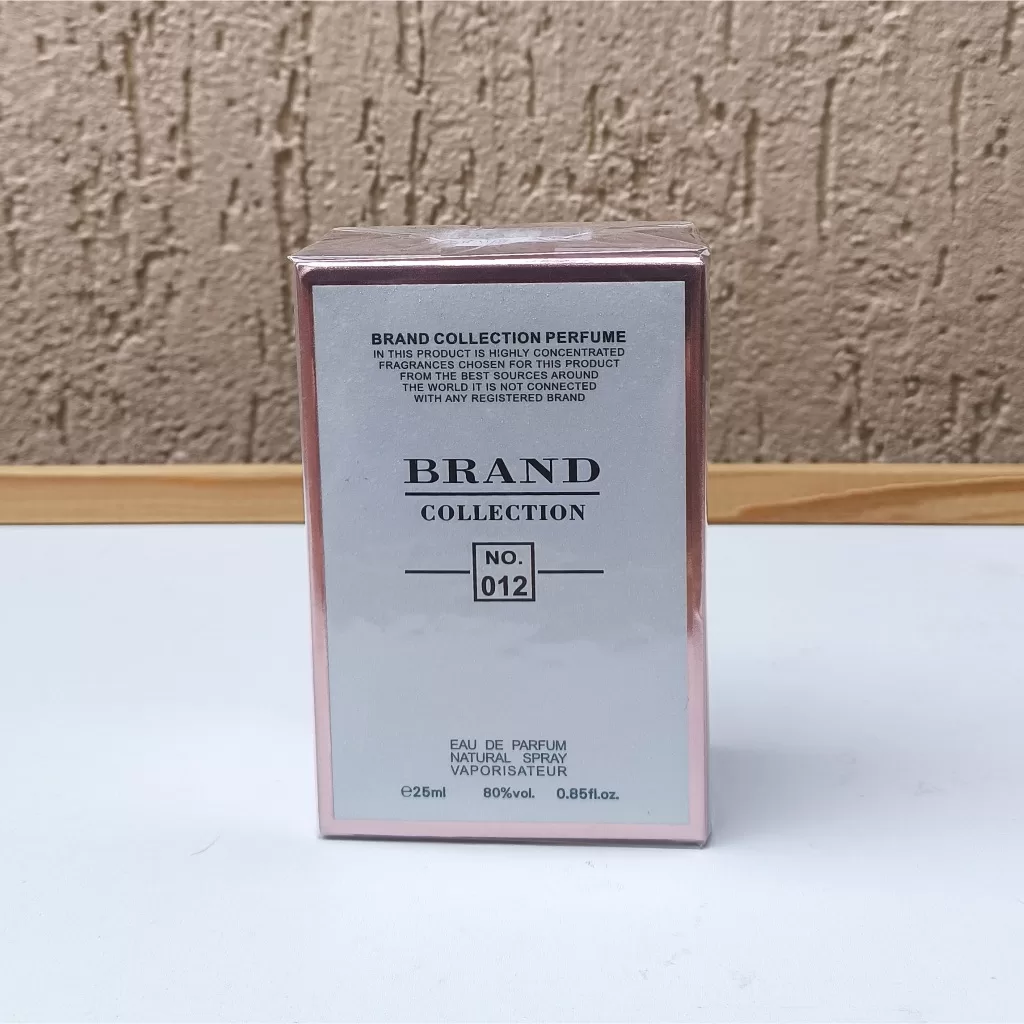 BRAND COLLECTION PERFUME
IN THIS PRODUCT IS HIGHLY CONCENTRATED
FRAGRANCES CHOSEN FOR THIS PRODUCT
FROM THE BEST SOURCES AROUND
THE WORLD IT IS NOT CONNECTED
WITH ANY REGISTERED BRAND
BRAND
COLLECTION
NO.
012
EAU DE PARFUM
NATURAL SPRAY
VAPORISATEUR
℮25ml 80%vol. 0.85fl.oz.